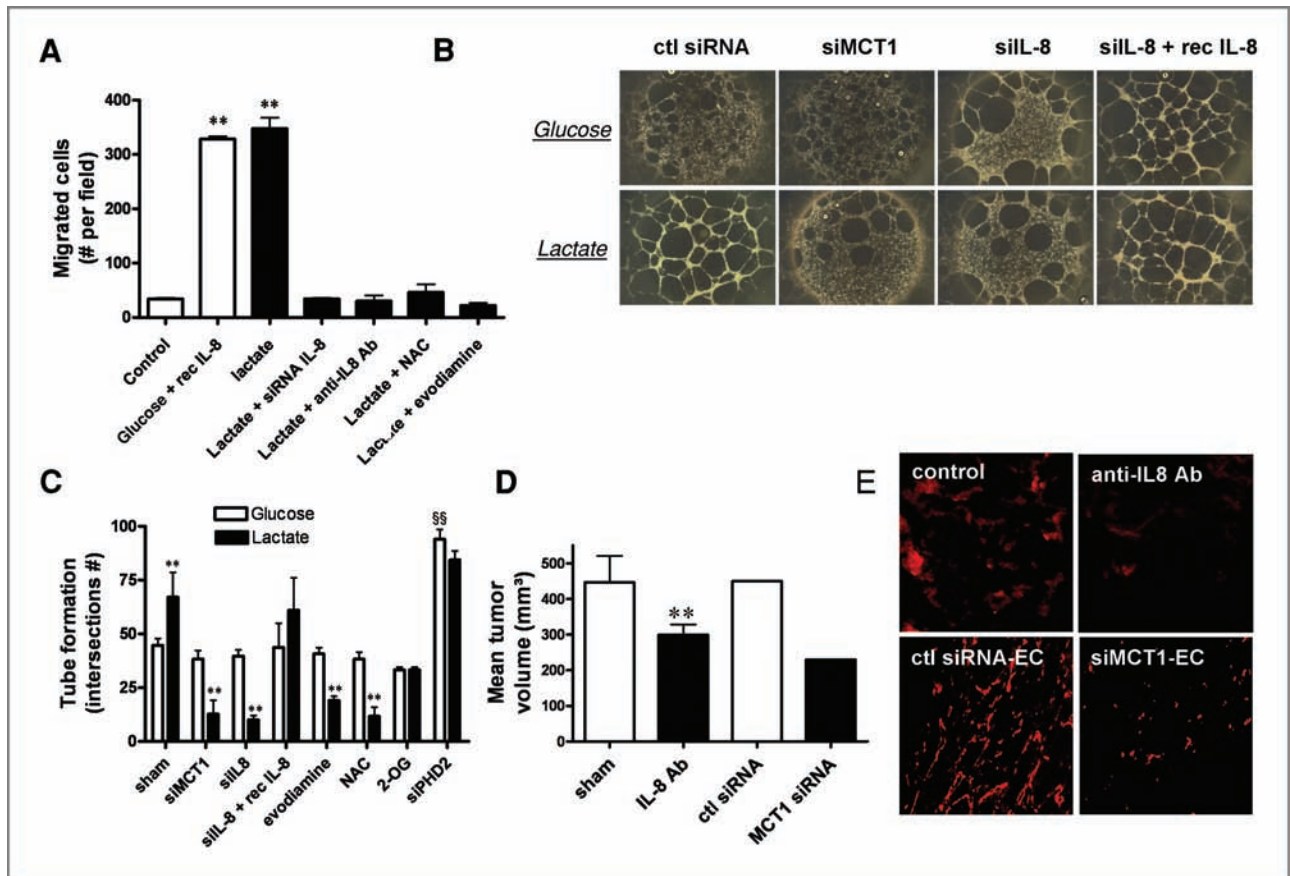 A
400
300
200
100
0
Migrated cells
(# per field)
**
**
Control
Glucose + rec IL-8
lactate
Lactate + siRNA IL-8
Lactate + anti-IL8 Ab
Lactate + NAC
+ evodiamine
B
ctl siRNA
siMCT1
siIL-8
siIL-8 + rec IL-8
Glucose
Lactate
C
Glucose
Lactate
100
75
50
25
0
Tube formation
(intersections #)
**
**
**
**
**
§§
sham
siMCT1
siIL8
siIL-8 + rec IL-8
evodiamine
NAC
2-OG
siPHD2
D
500
400
300
200
100
0
Mean tumor
volume (mm³)
**
sham
IL-8 Ab
ctl siRNA
MCT1 siRNA
E
control
anti-IL8 Ab
ctl siRNA-EC
siMCT1-EC